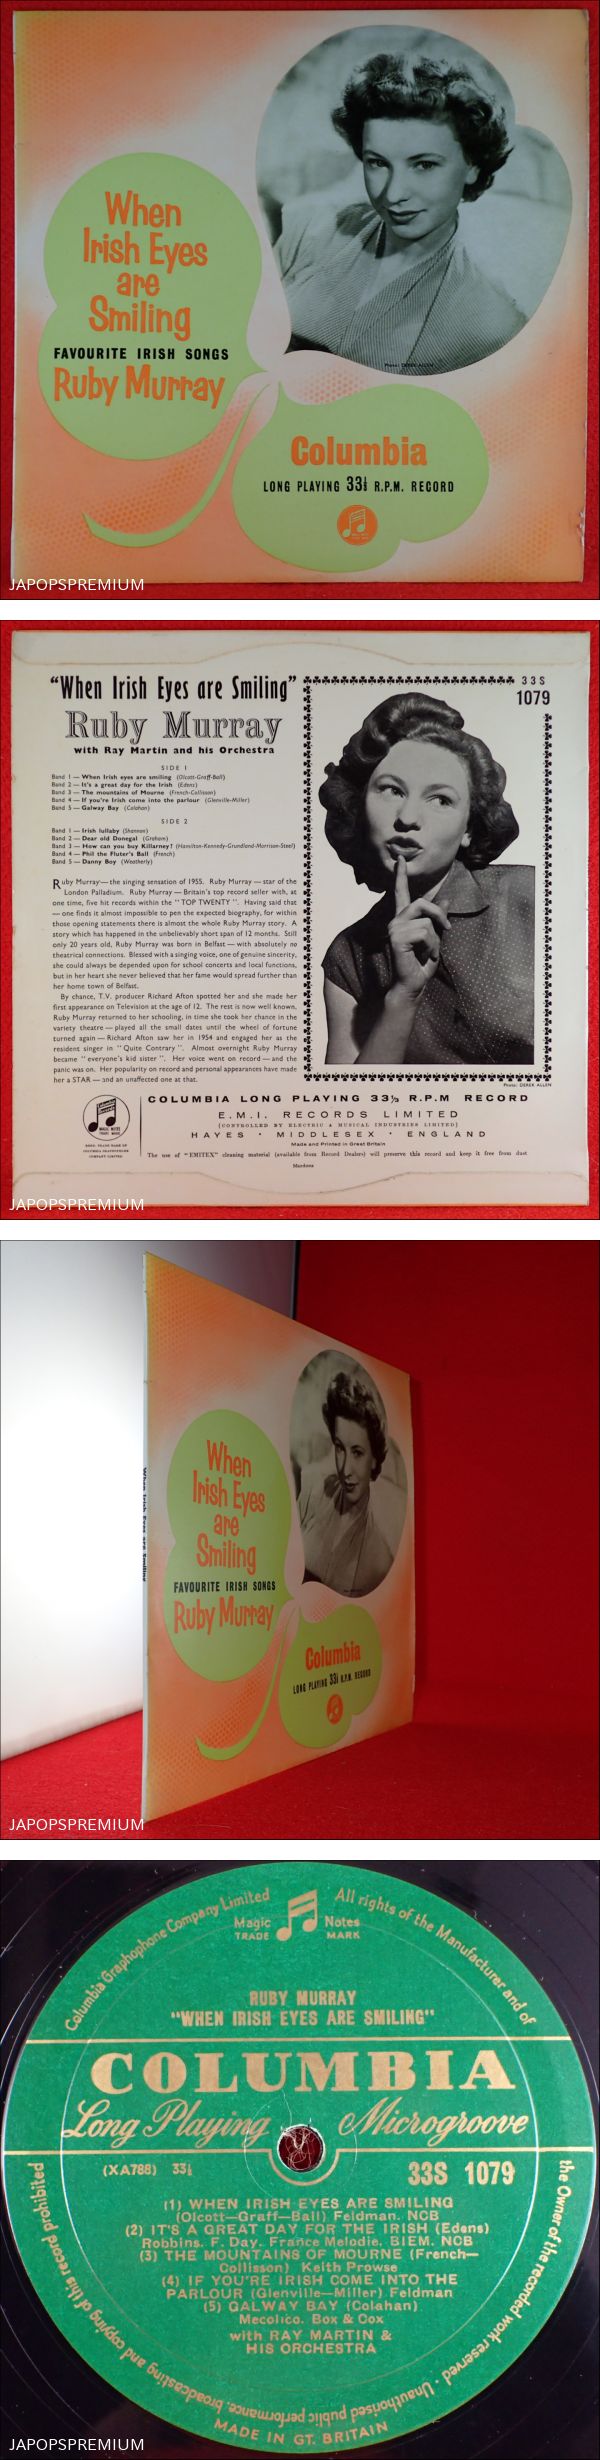 When
Irish Eyes
are
Smiling
FAVOURITE IRISH SONGS
Ruby Murray
Photo: DEREK ALLEN
Columbia
LONG PLAYING 33⅓ R.P.M. RECORD
JAPOPSPREMIUM
"When Irish Eyes are Smiling"
Ruby Murray
with Ray Martin and his Orchestra
33S
1079
SIDE 1
Band 1 — When Irish eyes are smiling (Olcott-Graff-Ball)
Band 2 — It's a great day for the Irish (Edens)
Band 3 — The mountains of Mourne (French-Collisson)
Band 4 — If you're Irish come into the parlour (Glenville-Miller)
Band 5 — Galway Bay (Colahan)
SIDE 2
Band 1 — Irish lullaby (Shannon)
Band 2 — Dear old Donegal (Graham)
Band 3 — How can you buy Killarney? (Hamilton-Kennedy-Grundland-Morrison-Steel)
Band 4 — Phil the Fluter's Ball (French)
Band 5 — Danny Boy (Weatherly)
Ruby Murray — the singing sensation of 1955. Ruby Murray — star of the
London Palladium. Ruby Murray — Britain's top record seller with, at
one time, five hit records within the "TOP TWENTY". Having said that
— one finds it almost impossible to pen the expected biography, for within
those opening statements there is almost the whole Ruby Murray story. A
story which has happened in the unbelievably short span of 12 months. Still
only 20 years old, Ruby Murray was born in Belfast — with absolutely no
theatrical connections. Blessed with a singing voice, one of genuine sincerity,
she could always be depended upon for school concerts and local functions,
but in her heart she never believed that her fame would spread further than
her home town of Belfast.
By chance, T.V. producer Richard Afton spotted her and she made her
first appearance on Television at the age of 12. The rest is now well known,
Ruby Murray returned to her schooling, in time she took her chance in the
variety theatre — played all the small dates until the wheel of fortune
turned again — Richard Afton saw her in 1954 and engaged her as the
resident singer in "Quite Contrary". Almost overnight Ruby Murray
became "everyone's kid sister". Her voice went on record — and the
panic was on. Her popularity on record and personal appearances have made
her a STAR — and an unaffected one at that.
Photo: DEREK ALLEN
COLUMBIA LONG PLAYING 33⅓ R.P.M RECORD
E.M.I. RECORDS LIMITED
(CONTROLLED BY ELECTRIC & MUSICAL INDUSTRIES LIMITED)
HAYES · MIDDLESEX · ENGLAND
Made and Printed in Great Britain
The use of "EMITEX" cleaning material (available from Record Dealers) will preserve this record and keep it free from dust
Mardons
MAGIC NOTES
TRADE MARK
REGD. TRADE MARK OF
COLUMBIA GRAPHOPHONE
COMPANY LIMITED
JAPOPSPREMIUM
When Irish Eyes are Smiling
When
Irish Eyes
are
Smiling
FAVOURITE IRISH SONGS
Ruby Murray
Columbia
LONG PLAYING 33⅓ R.P.M. RECORD
JAPOPSPREMIUM
Columbia Graphophone Company Limited
All rights of the Manufacturer and of
the Owner of the recorded work reserved · Unauthorised public performance, broadcasting and copying of this record prohibited
Magic Notes
TRADE MARK
RUBY MURRAY
"WHEN IRISH EYES ARE SMILING"
COLUMBIA
Long Playing Microgroove
(XA788) 33⅓ 33S 1079
(1) WHEN IRISH EYES ARE SMILING
(Olcott—Graff—Ball) Feldman. NCB
(2) IT'S A GREAT DAY FOR THE IRISH (Edens)
Robbins. F. Day. France Melodie. BIEM. NOB
(3) THE MOUNTAINS OF MOURNE (French—
Collisson) Keith Prowse
(4) IF YOU'RE IRISH COME INTO THE
PARLOUR (Glenville—Miller) Feldman
(5) GALWAY BAY (Colahan)
Mecolico. Box & Cox
with RAY MARTIN &
HIS ORCHESTRA
MADE IN GT. BRITAIN
JAPOPSPREMIUM